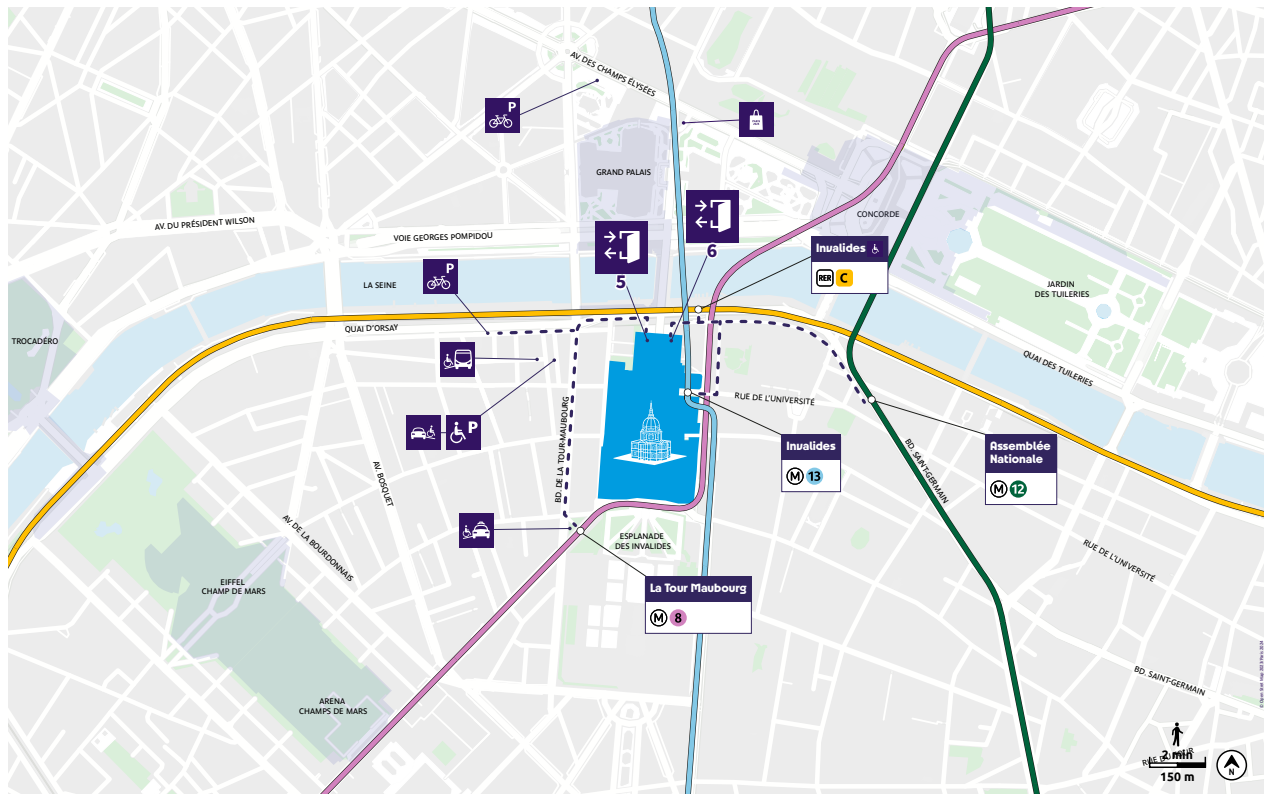 AV. DES CHAMPS ÉLYSÉES
P
GRAND PALAIS
AV. DU PRÉSIDENT WILSON
VOIE GEORGES POMPIDOU
CONCORDE
6
Invalides
RER C
P
5
LA SEINE
JARDIN
DES TUILERIES
QUAI D'ORSAY
TROCADÉRO
QUAI DES TUILERIES
RUE DE L'UNIVERSITÉ
P
BD. DE LA TOUR-MAUBOURG
Invalides
M 13
Assemblée
Nationale
M 12
AV. BOSQUET
BD. SAINT-GERMAIN
AV. DE LA BOURDONNAIS
ESPLANADE
DES INVALIDES
RUE DE L'UNIVERSITÉ
EIFFEL
CHAMP DE MARS
La Tour Maubourg
M 8
BD. SAINT-GERMAIN
ARENA
CHAMPS DE MARS
2 min
150 m
N